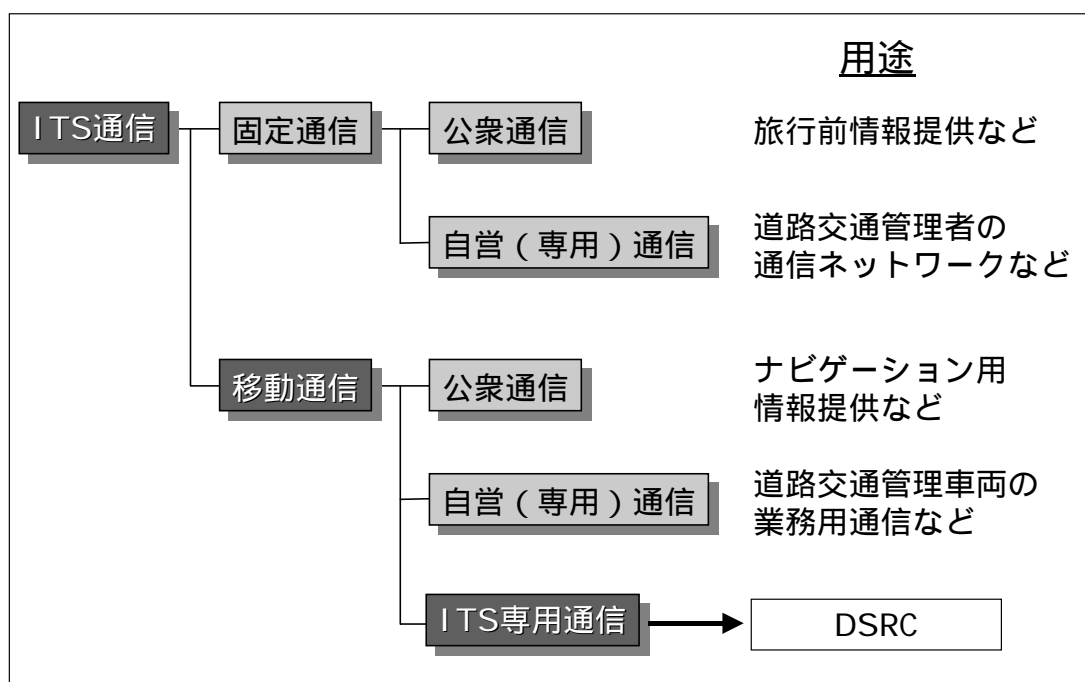 用途
ITS通信
固定通信
公衆通信
旅行前情報提供など
自営（専用）通信
道路交通管理者の
通信ネットワークなど
移動通信
公衆通信
ナビゲーション用
情報提供など
自営（専用）通信
道路交通管理車両の
業務用通信など
ITS専用通信
DSRC